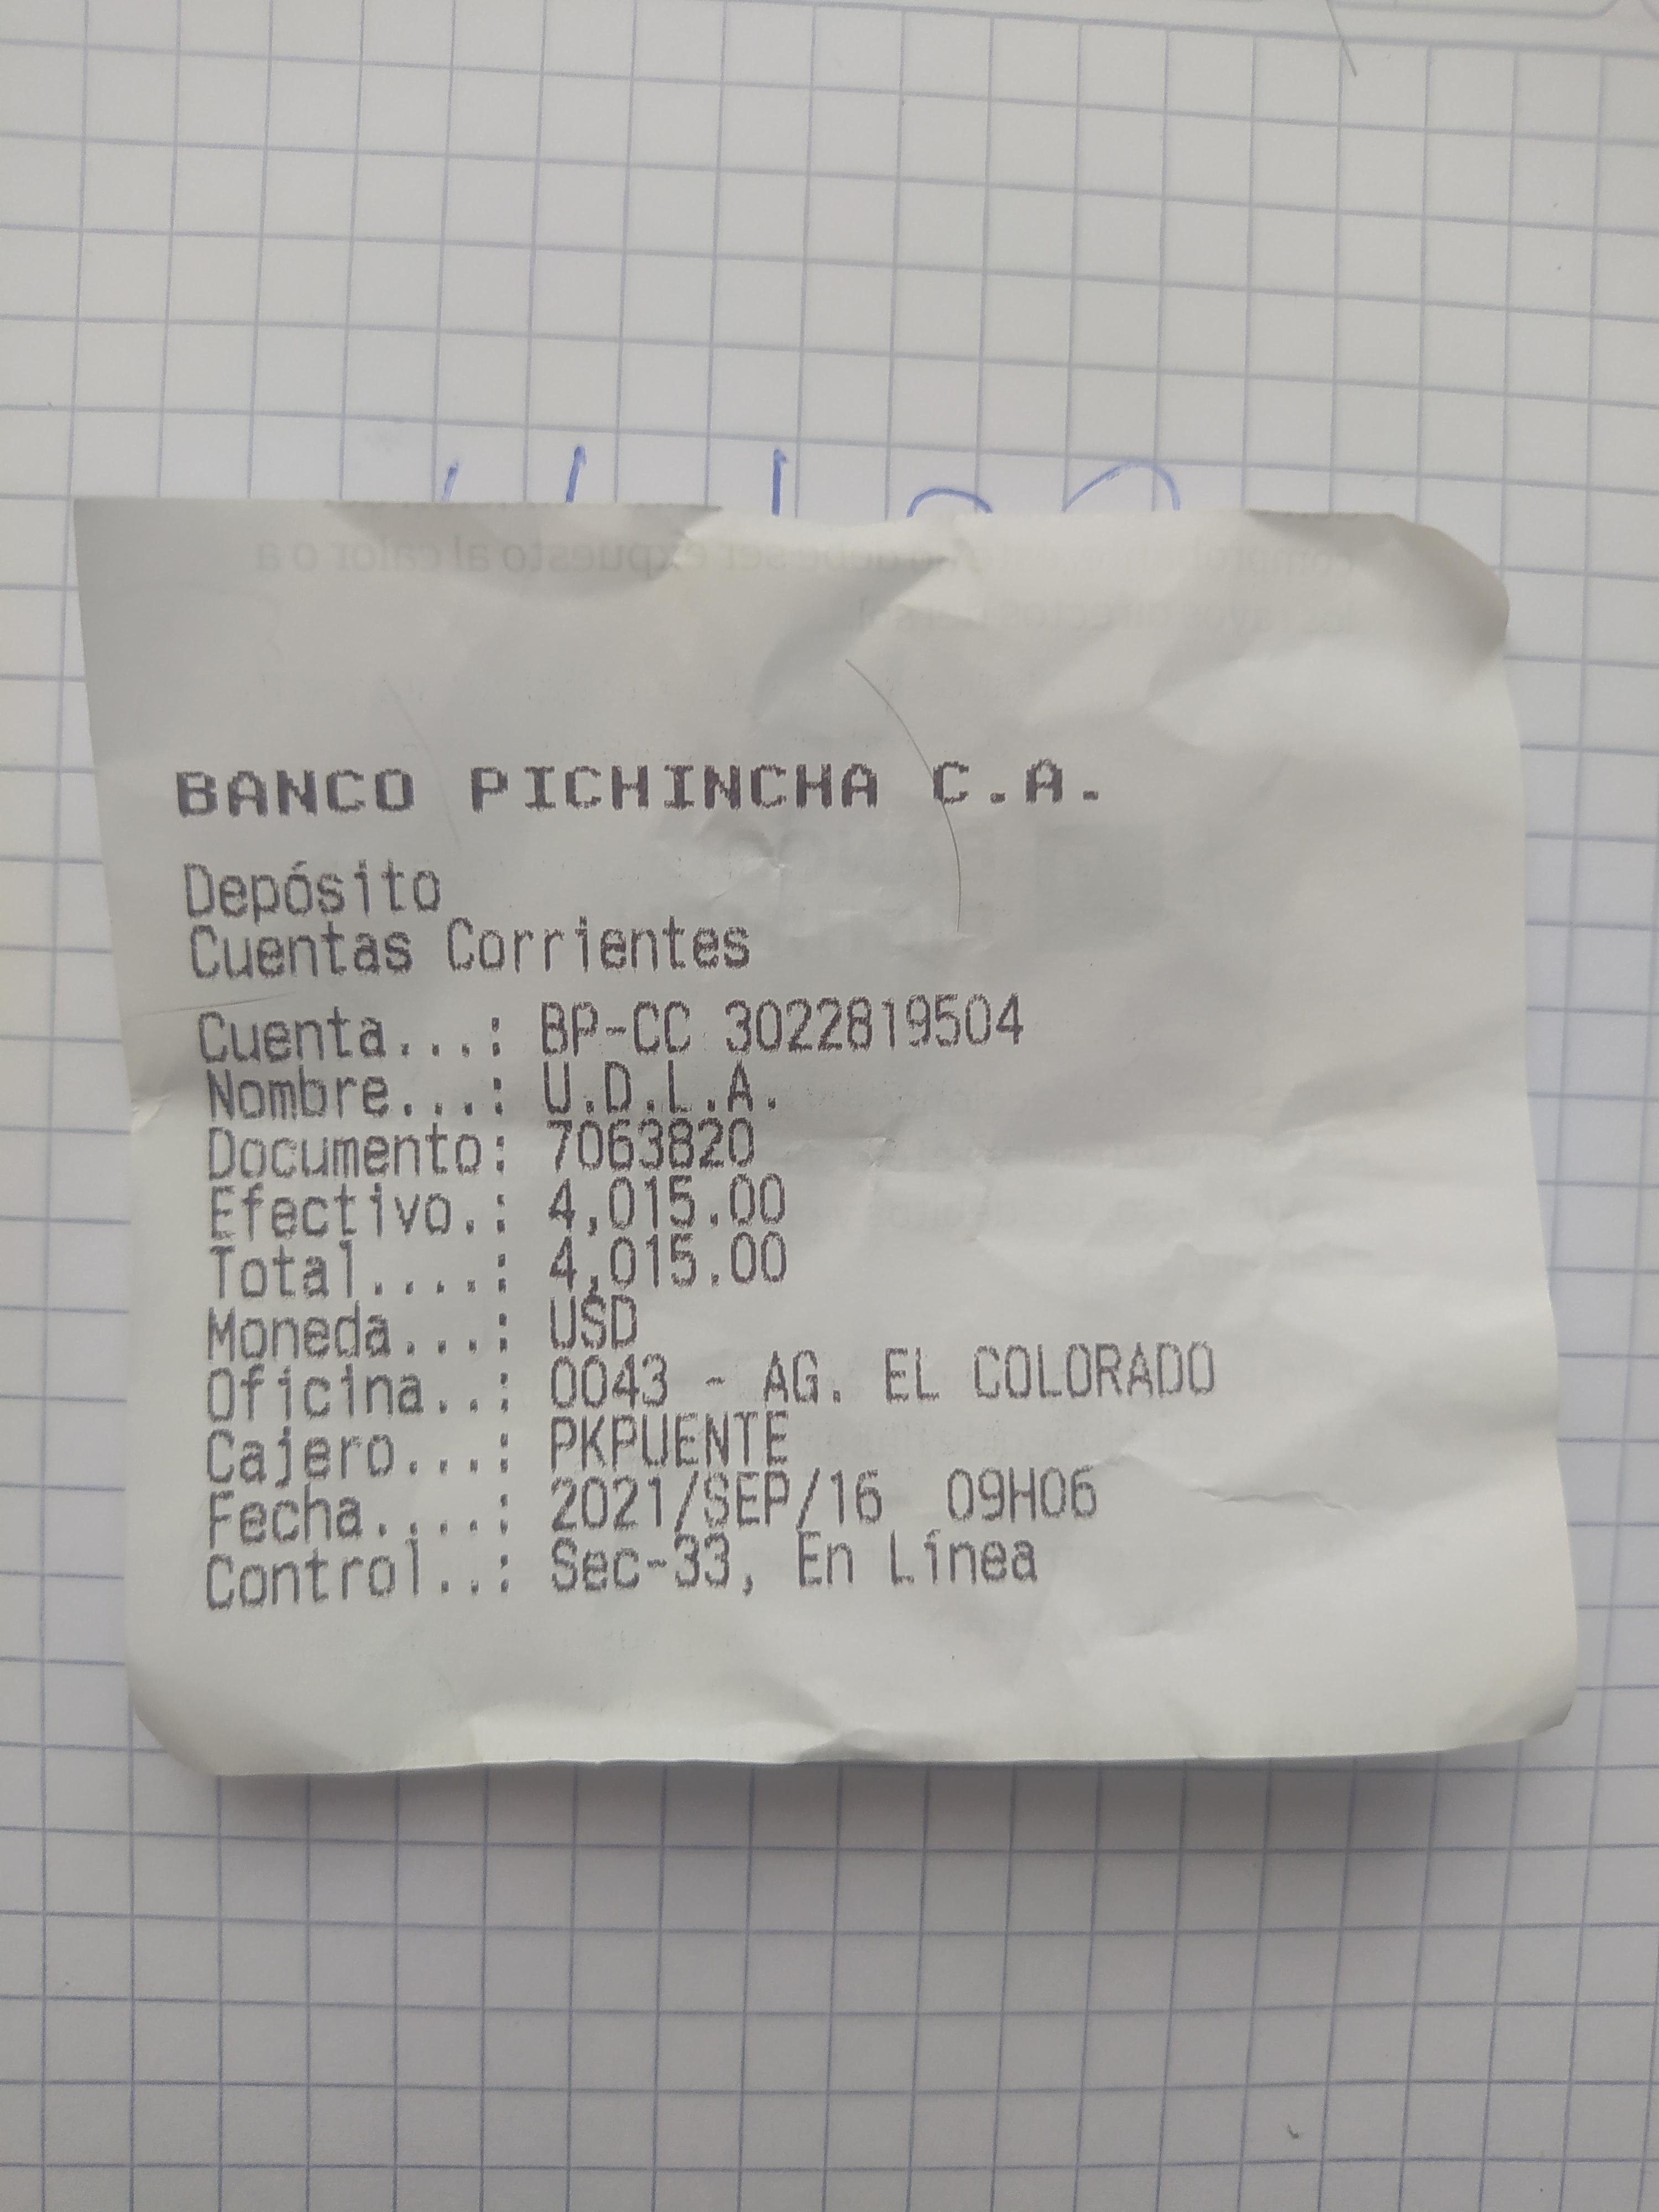 BANCO PICHINCHA C.A.
Depósito
Cuentas Corrientes
Cuenta...: BP-CC 3022819504
Nombre...: U.D.L.A.
Documento: 7063820
Efectivo.: 4,015.00
Total....: 4,015.00
Moneda...: USD
Oficina..: 0043 - AG. EL COLORADO
Cajero...: PKPUENTE
Fecha....: 2021/SEP/16 09H06
Control..: Sec-33, En Línea